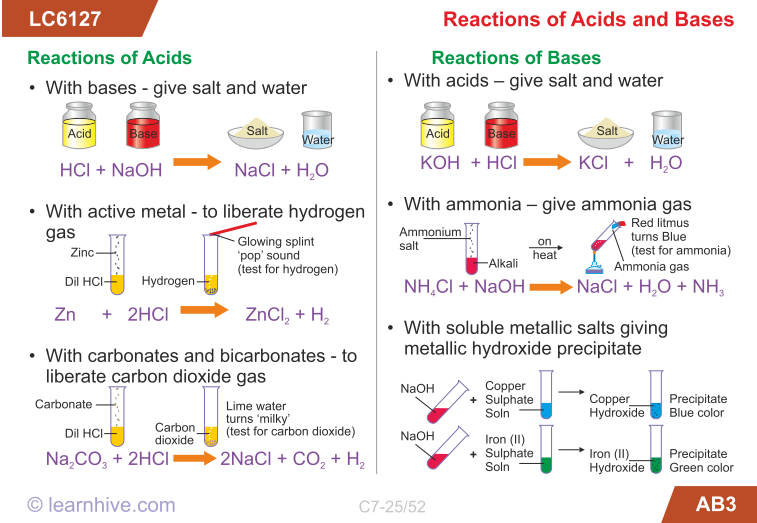 LC6127
Reactions of Acids and Bases
Reactions of Acids
• With bases - give salt and water
Acid
Base
Salt
Water
HCl + NaOH
NaCl + H₂O
• With active metal - to liberate hydrogen
gas
Zinc
Dil HCl
Hydrogen
Glowing splint
'pop' sound
(test for hydrogen)
Zn + 2HCl
ZnCl₂ + H₂
• With carbonates and bicarbonates - to
liberate carbon dioxide gas
Carbonate
Dil HCl
Carbon
dioxide
Lime water
turns 'milky'
(test for carbon dioxide)
Na₂CO₃ + 2HCl
2NaCl + CO₂ + H₂
Reactions of Bases
• With acids – give salt and water
Acid
Base
Salt
Water
KOH + HCl
KCl + H₂O
• With ammonia – give ammonia gas
Ammonium
salt
Alkali
on
heat
Red litmus
turns Blue
(test for ammonia)
Ammonia gas
NH₄Cl + NaOH
NaCl + H₂O + NH₃
• With soluble metallic salts giving
metallic hydroxide precipitate
NaOH
+
Copper
Sulphate
Soln
Copper
Hydroxide
Precipitate
Blue color
NaOH
+
Iron (II)
Sulphate
Soln
Iron (II)
Hydroxide
Precipitate
Green color
© learnhive.com
C7-25/52
AB3